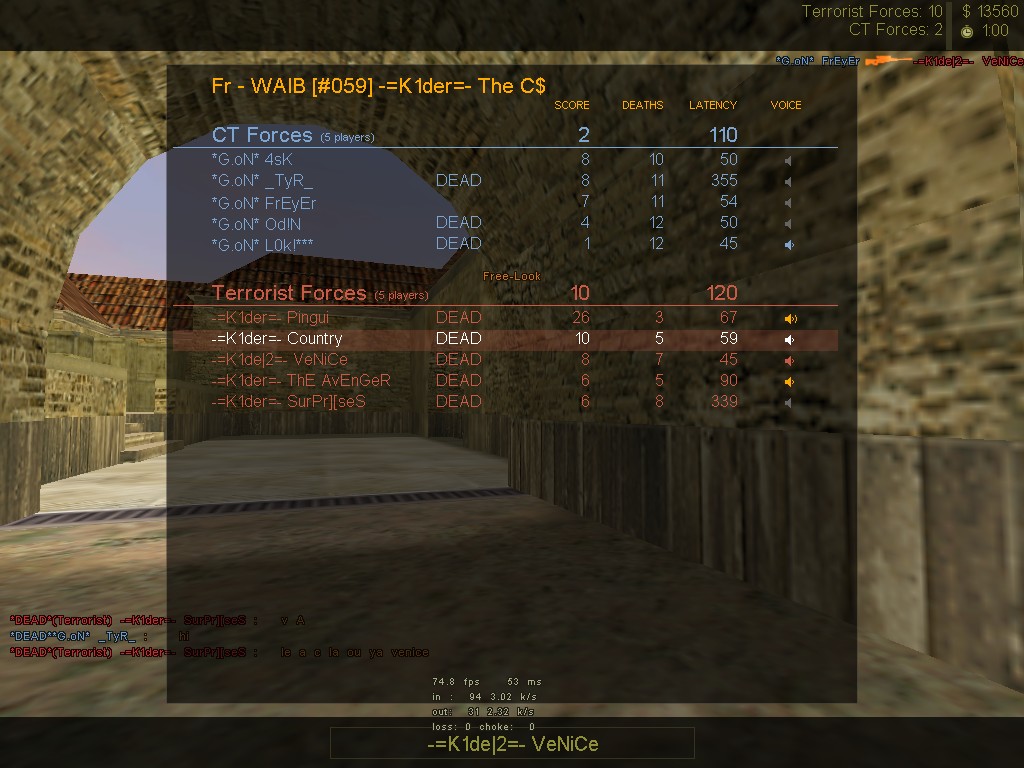 Terrorist Forces: 10 $ 13560
CT Forces: 2 1:00
*G.oN* FrEyEr -=K1de|2=- VeNiCe
Fr - WAIB [#059] -=K1der=- The C$
SCORE DEATHS LATENCY VOICE
CT Forces (5 players) 2 110
*G.oN* 4sK 8 10 50
*G.oN* _TyR_ DEAD 8 11 355
*G.oN* FrEyEr 7 11 54
*G.oN* OdIN DEAD 4 12 50
*G.oN* L0kI*** DEAD 1 12 45
Free-Look
Terrorist Forces (5 players) 10 120
-=K1der=- Pingui DEAD 26 3 67
-=K1der=- Country DEAD 10 5 59
-=K1de|2=- VeNiCe DEAD 8 7 45
-=K1der=- ThE AvEnGeR DEAD 6 5 90
-=K1der=- SurPr][seS DEAD 6 8 339
*DEAD*(Terrorist) -=K1der=- SurPr][seS : y A
*DEAD**G.oN* _TyR_ : hi
*DEAD*(Terrorist) -=K1der=- SurPr][seS : le a c la ou ya venice
74.8 fps 53 ms
in : 94 3.02 k/s
out: 31 2.32 k/s
loss: 0 choke: 0
-=K1de|2=- VeNiCe